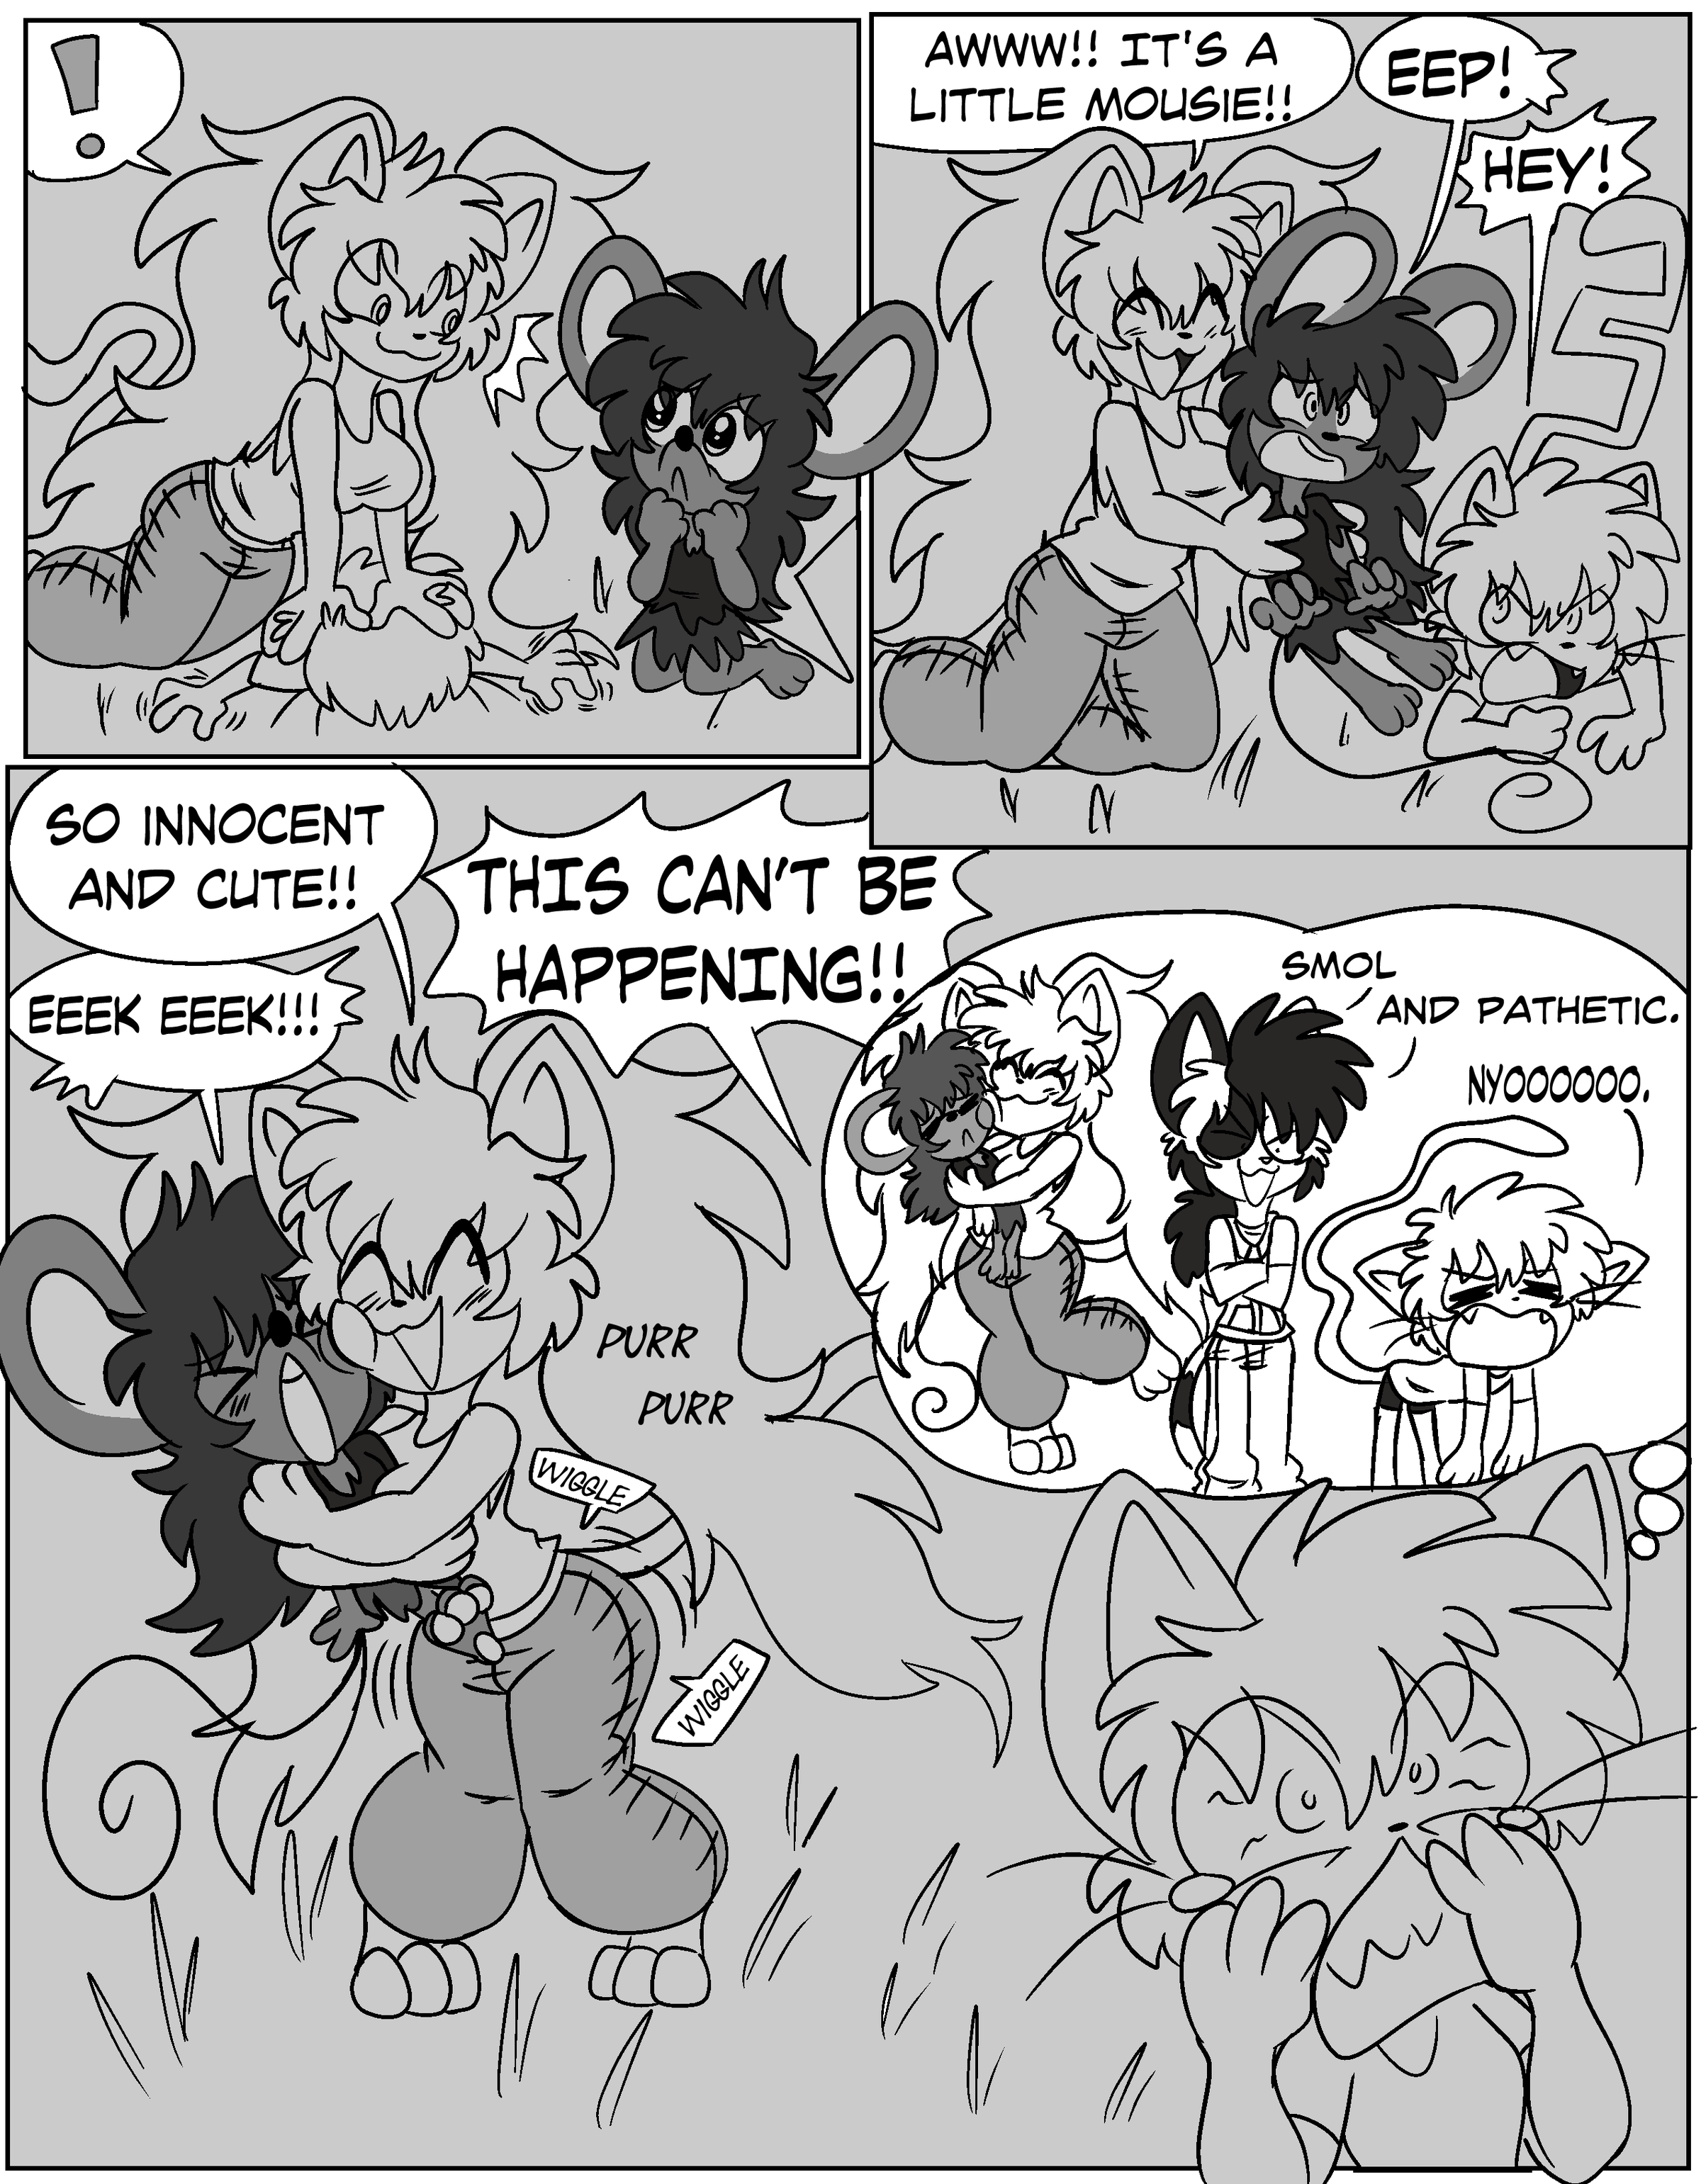 !
AWWW!! IT'S A
LITTLE MOUSIE!!
EEP!
HEY!
SO INNOCENT
AND CUTE!!
EEEK EEEK!!!
THIS CAN'T BE
HAPPENING!!
SMOL
AND PATHETIC.
NYOOOOOO.
PURR
PURR
WIGGLE
WIGGLE